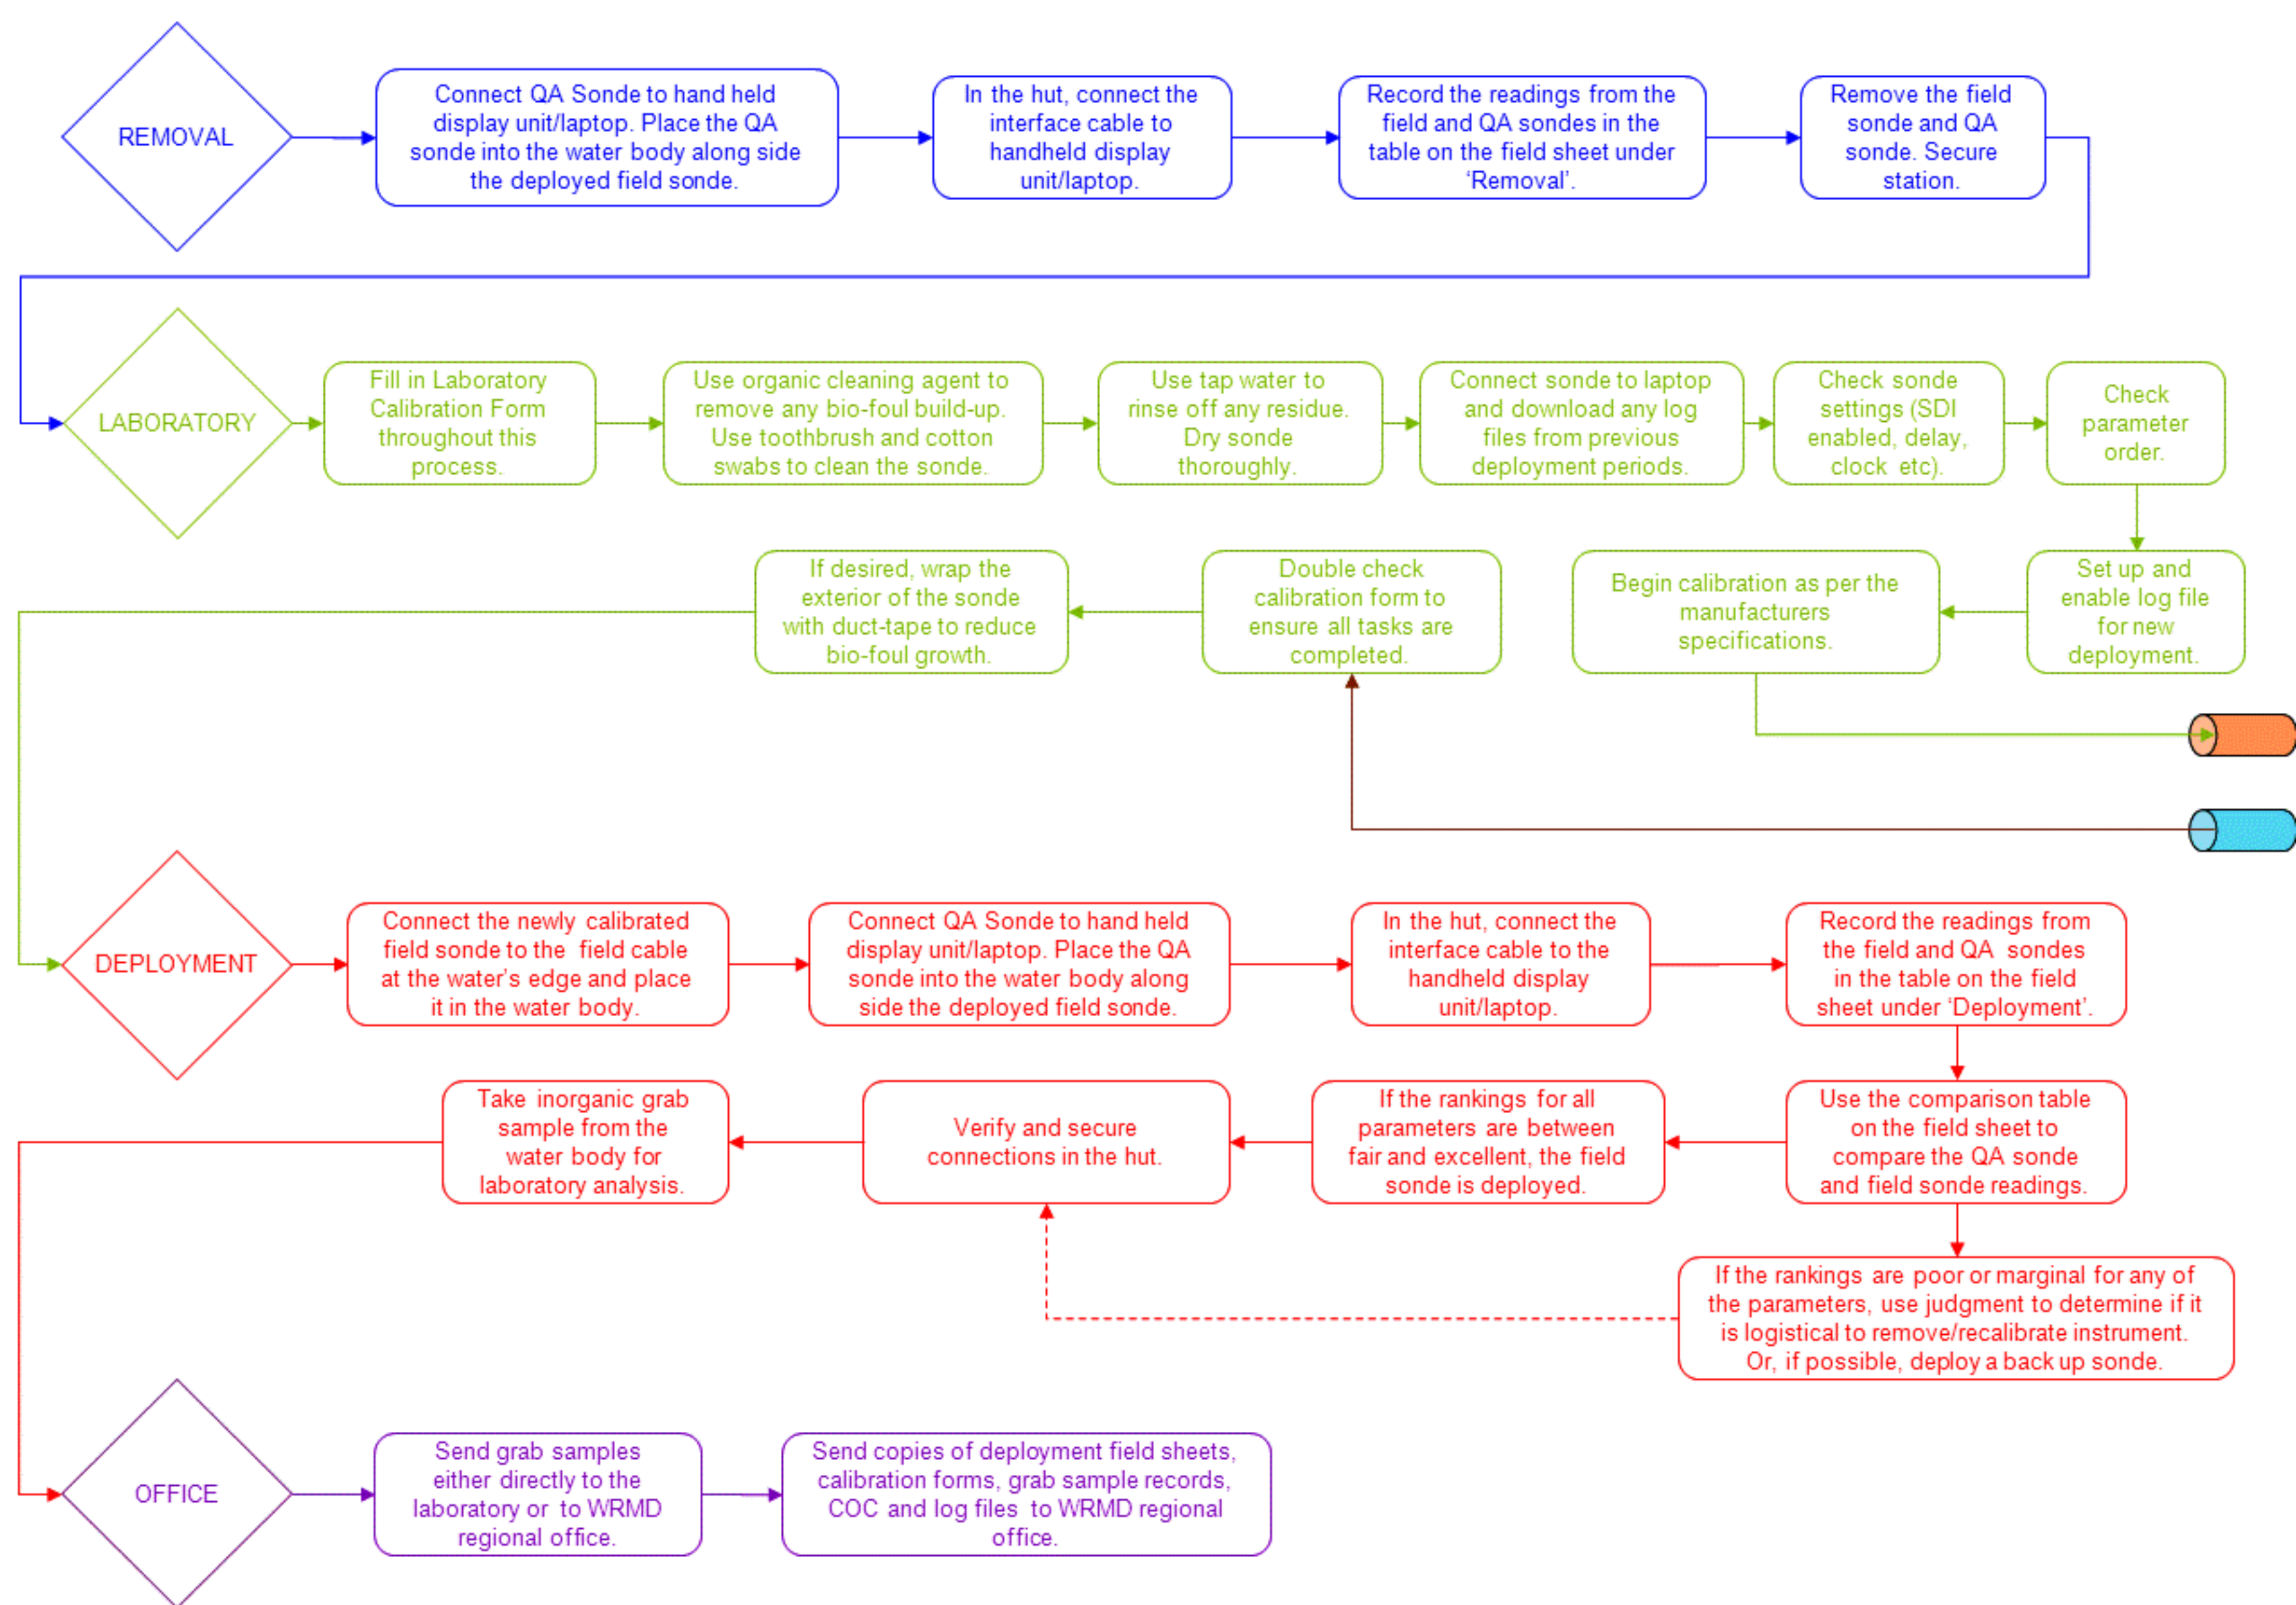 REMOVAL
Connect QA Sonde to hand held
display unit/laptop. Place the QA
sonde into the water body along side
the deployed field sonde.
In the hut, connect the
interface cable to
handheld display
unit/laptop.
Record the readings from the
field and QA sondes in the
table on the field sheet under
‘Removal’.
Remove the field
sonde and QA
sonde. Secure
station.
LABORATORY
Fill in Laboratory
Calibration Form
throughout this
process.
Use organic cleaning agent to
remove any bio-foul build-up.
Use toothbrush and cotton
swabs to clean the sonde.
Use tap water to
rinse off any residue.
Dry sonde
thoroughly.
Connect sonde to laptop
and download any log
files from previous
deployment periods.
Check sonde
settings (SDI
enabled, delay,
clock etc).
Check
parameter
order.
Set up and
enable log file
for new
deployment.
Begin calibration as per the
manufacturers
specifications.
Double check
calibration form to
ensure all tasks are
completed.
If desired, wrap the
exterior of the sonde
with duct-tape to reduce
bio-foul growth.
DEPLOYMENT
Connect the newly calibrated
field sonde to the field cable
at the water’s edge and place
it in the water body.
Connect QA Sonde to hand held
display unit/laptop. Place the QA
sonde into the water body along
side the deployed field sonde.
In the hut, connect the
interface cable to the
handheld display
unit/laptop.
Record the readings from
the field and QA sondes
in the table on the field
sheet under ‘Deployment’.
Use the comparison table
on the field sheet to
compare the QA sonde
and field sonde readings.
If the rankings for all
parameters are between
fair and excellent, the field
sonde is deployed.
Verify and secure
connections in the hut.
Take inorganic grab
sample from the
water body for
laboratory analysis.
If the rankings are poor or marginal for any of
the parameters, use judgment to determine if it
is logistical to remove/recalibrate instrument.
Or, if possible, deploy a back up sonde.
OFFICE
Send grab samples
either directly to the
laboratory or to WRMD
regional office.
Send copies of deployment field sheets,
calibration forms, grab sample records,
COC and log files to WRMD regional
office.